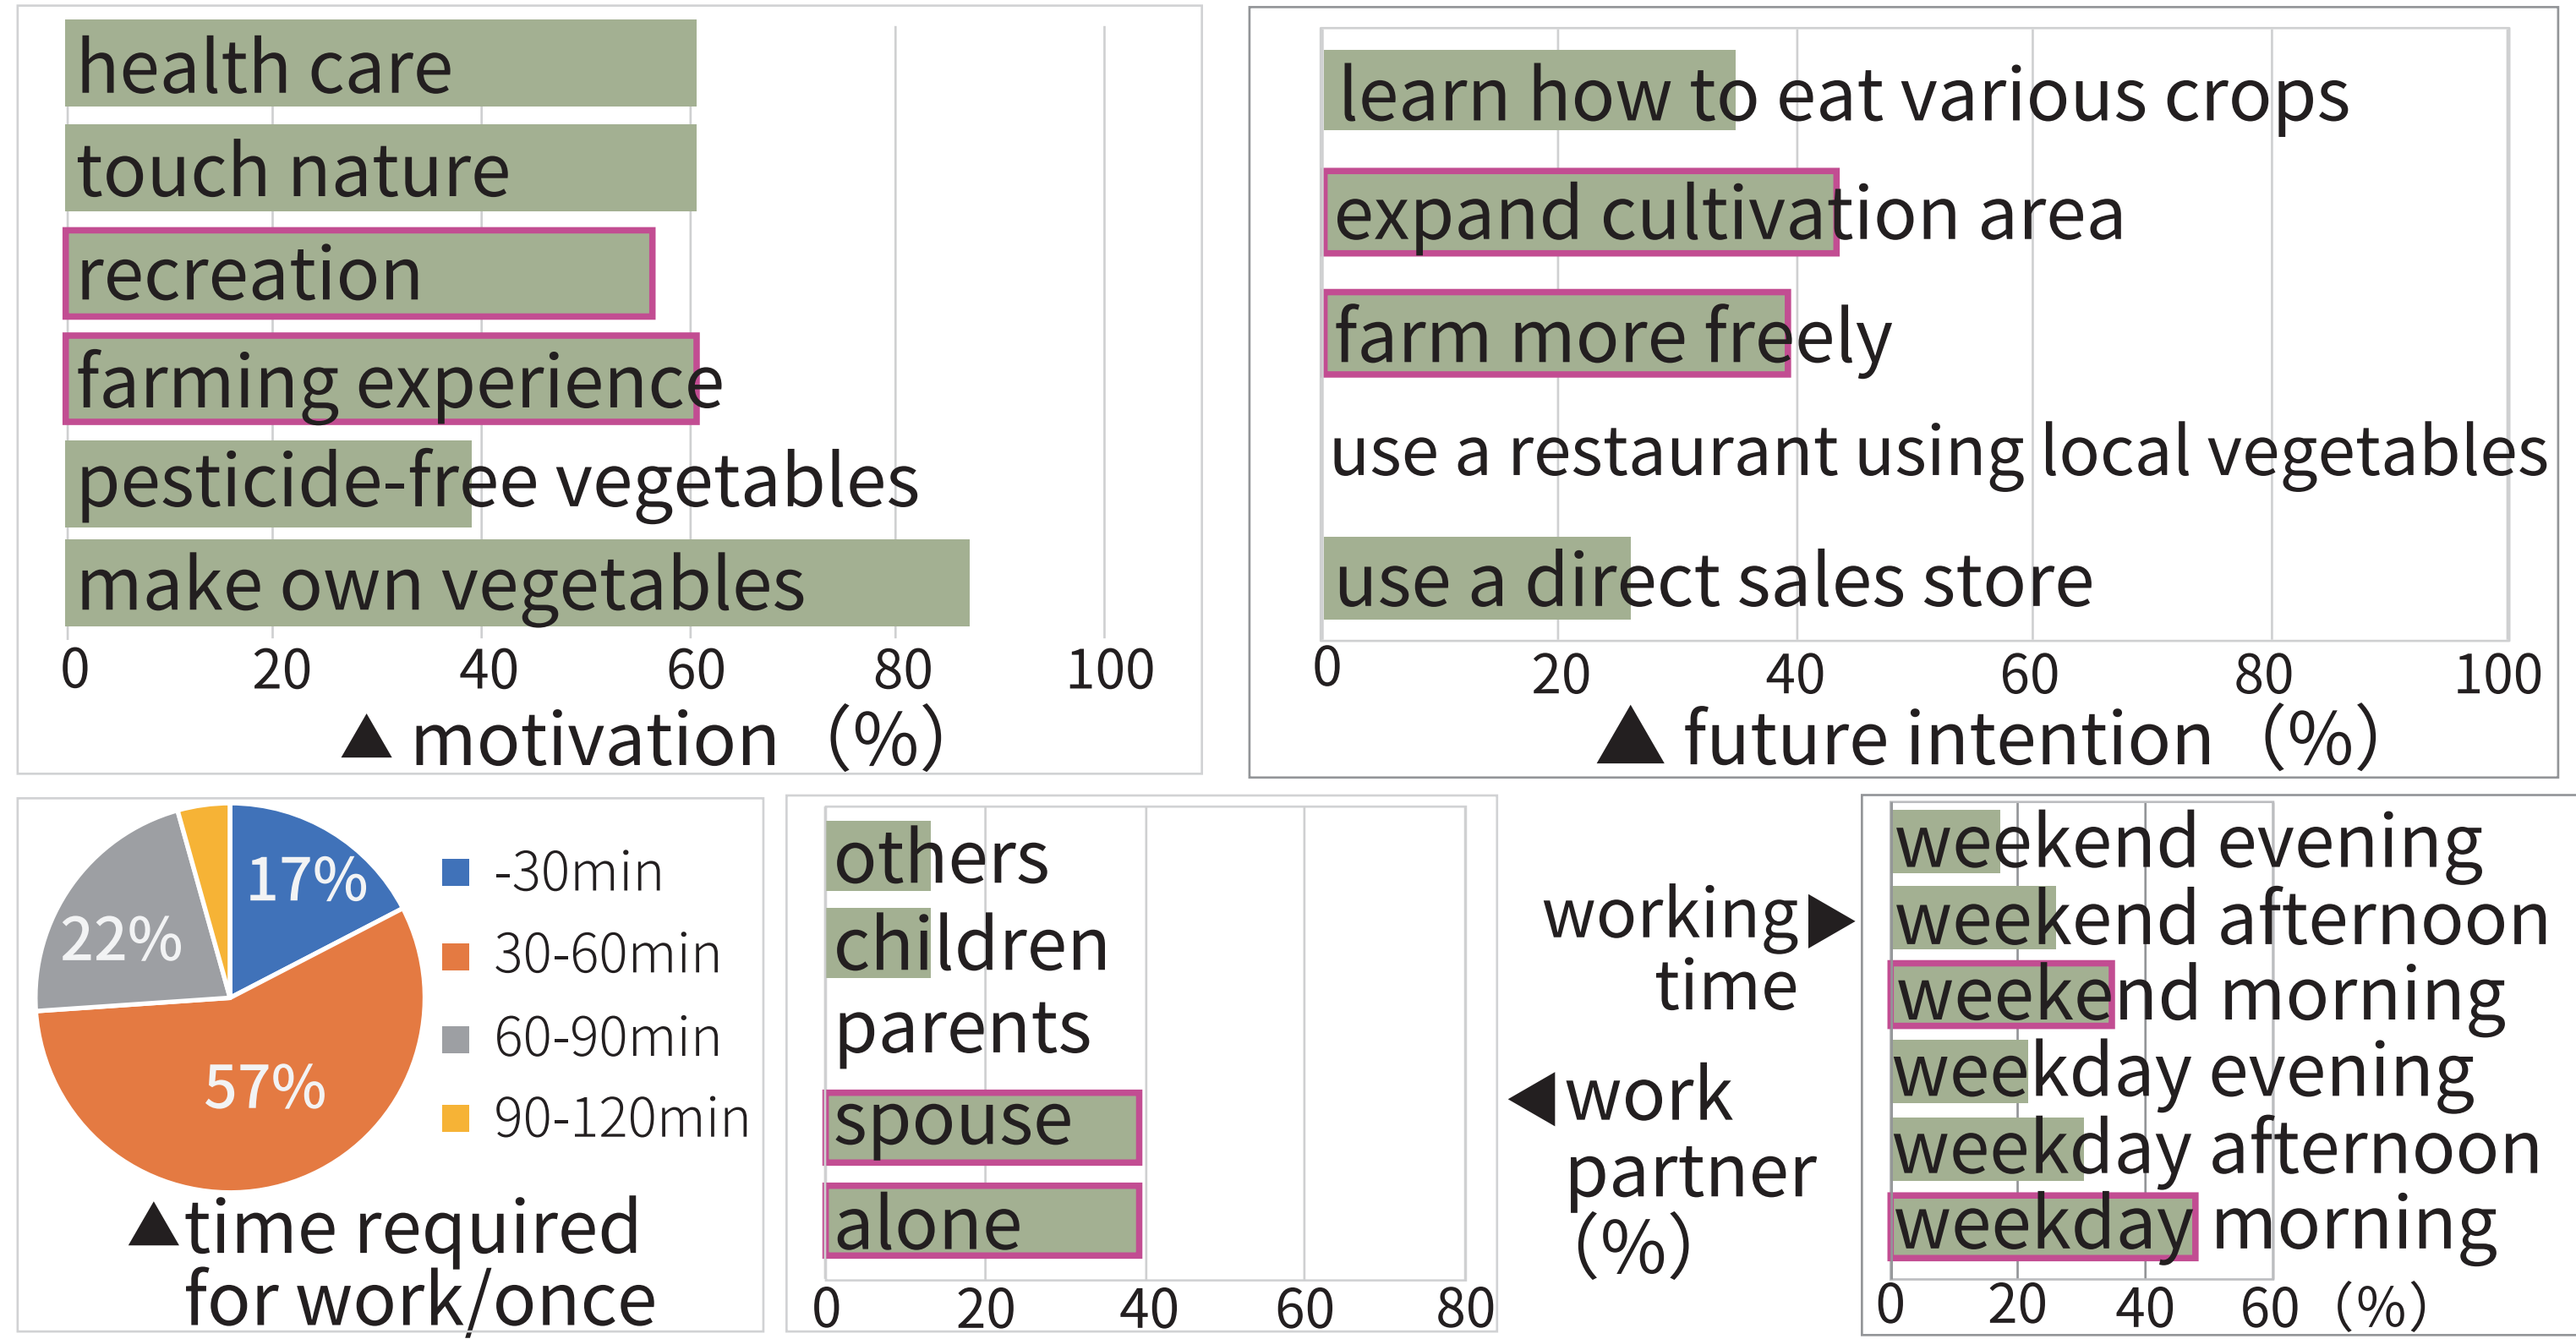 health care
touch nature
recreation
farming experience
pesticide-free vegetables
make own vegetables
0 20 40 60 80 100
▲ motivation (%)
learn how to eat various crops
expand cultivation area
farm more freely
use a restaurant using local vegetables
use a direct sales store
0 20 40 60 80 100
▲ future intention (%)
17%
22%
57%
-30min
30-60min
60-90min
90-120min
▲time required
for work/once
others
children
parents
spouse
alone
0 20 40 60 80
working▶
time
◀work
partner
(%)
weekend evening
weekend afternoon
weekend morning
weekday evening
weekday afternoon
weekday morning
0 20 40 60 (%)